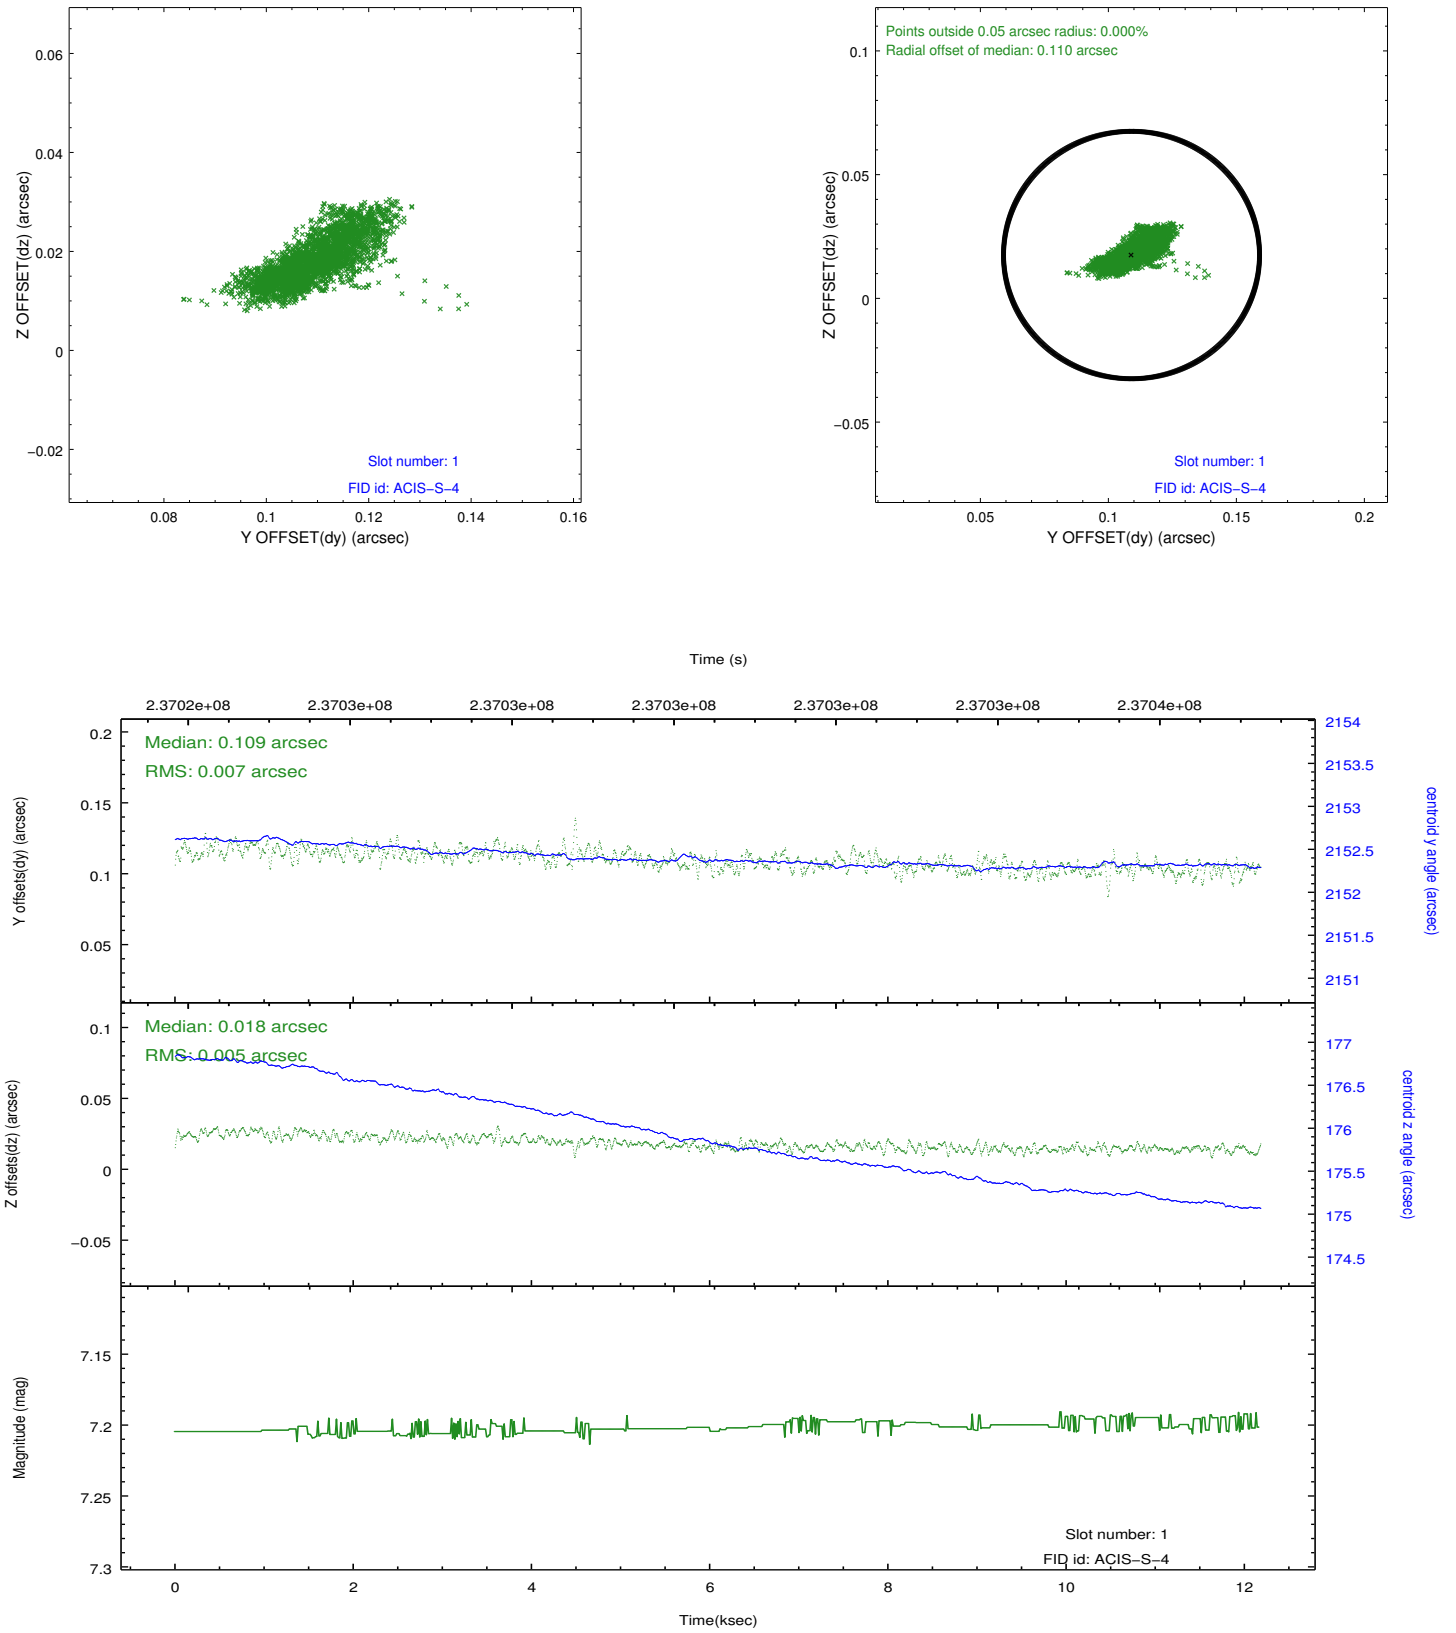 0.06
0.04
0.02
0
−0.02
Z OFFSET(dz) (arcsec)
Slot number: 1
FID id: ACIS−S−4
0.08 0.1 0.12 0.14 0.16
Y OFFSET(dy) (arcsec)
Points outside 0.05 arcsec radius: 0.000%
Radial offset of median: 0.110 arcsec
0.1
0.05
0
−0.05
Z OFFSET(dz) (arcsec)
Slot number: 1
FID id: ACIS−S−4
0.05 0.1 0.15 0.2
Y OFFSET(dy) (arcsec)
Time (s)
2.3702e+08 2.3703e+08 2.3703e+08 2.3703e+08 2.3703e+08 2.3703e+08 2.3704e+08
Median: 0.109 arcsec
RMS: 0.007 arcsec
0.2
0.15
0.1
0.05
Y offsets(dy) (arcsec)
2154
2153.5
2153
2152.5
2152
2151.5
2151
centroid y angle (arcsec)
Median: 0.018 arcsec
RMS: 0.005 arcsec
0.1
0.05
0
−0.05
Z offsets(dz) (arcsec)
177
176.5
176
175.5
175
174.5
centroid z angle (arcsec)
7.15
7.2
7.25
7.3
Magnitude (mag)
Slot number: 1
FID id: ACIS−S−4
0 2 4 6 8 10 12
Time(ksec)